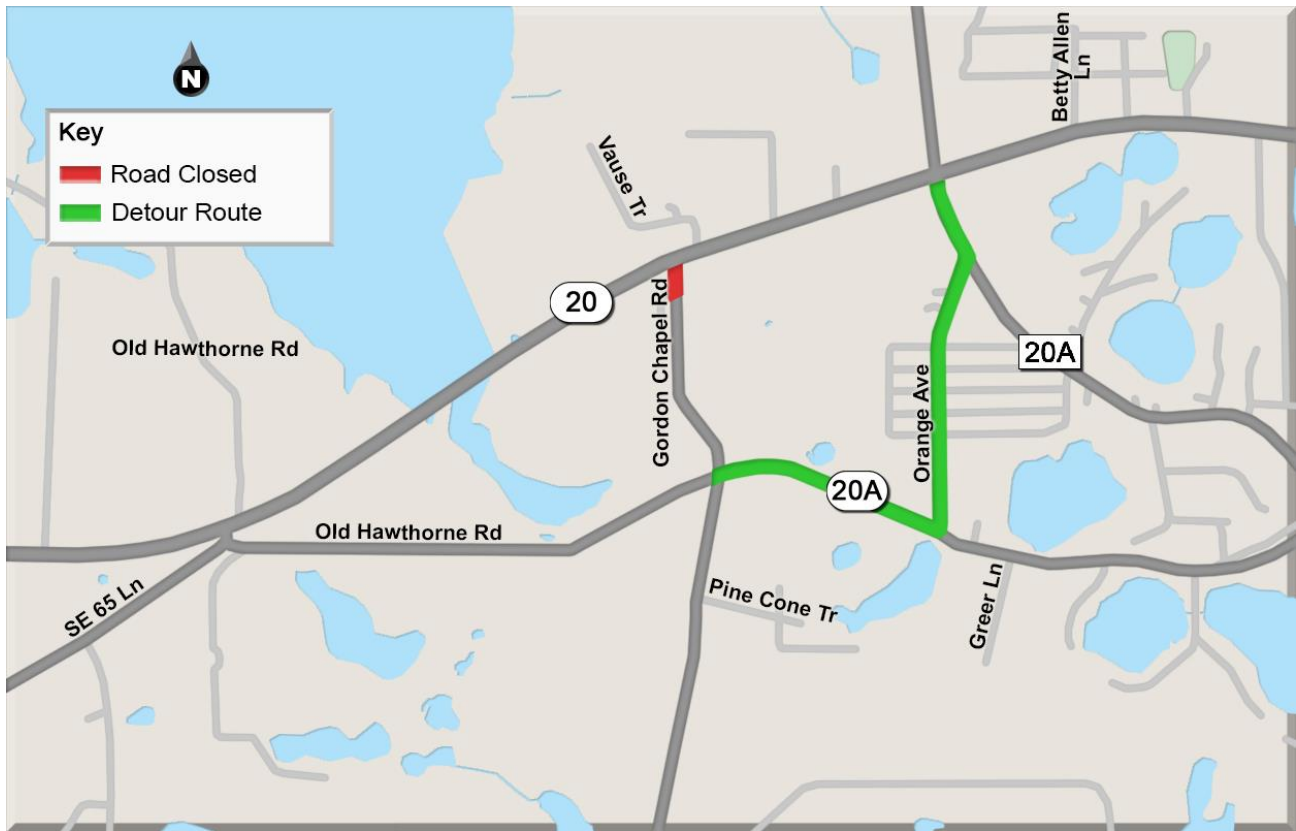 Betty Allen
Ln
N
Key
Road Closed
Detour Route
Vause Tr
20
Gordon Chapel Rd
Old Hawthorne Rd
20A
Orange Ave
20A
Old Hawthorne Rd
SE 65 Ln
Pine Cone Tr
Greer Ln